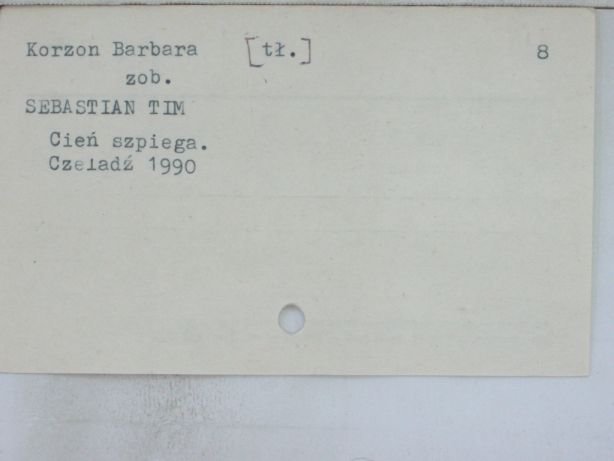 Korzon Barbara [tł.] 8
zob.
SEBASTIAN TIM
Cień szpiega.
Czeladź 1990